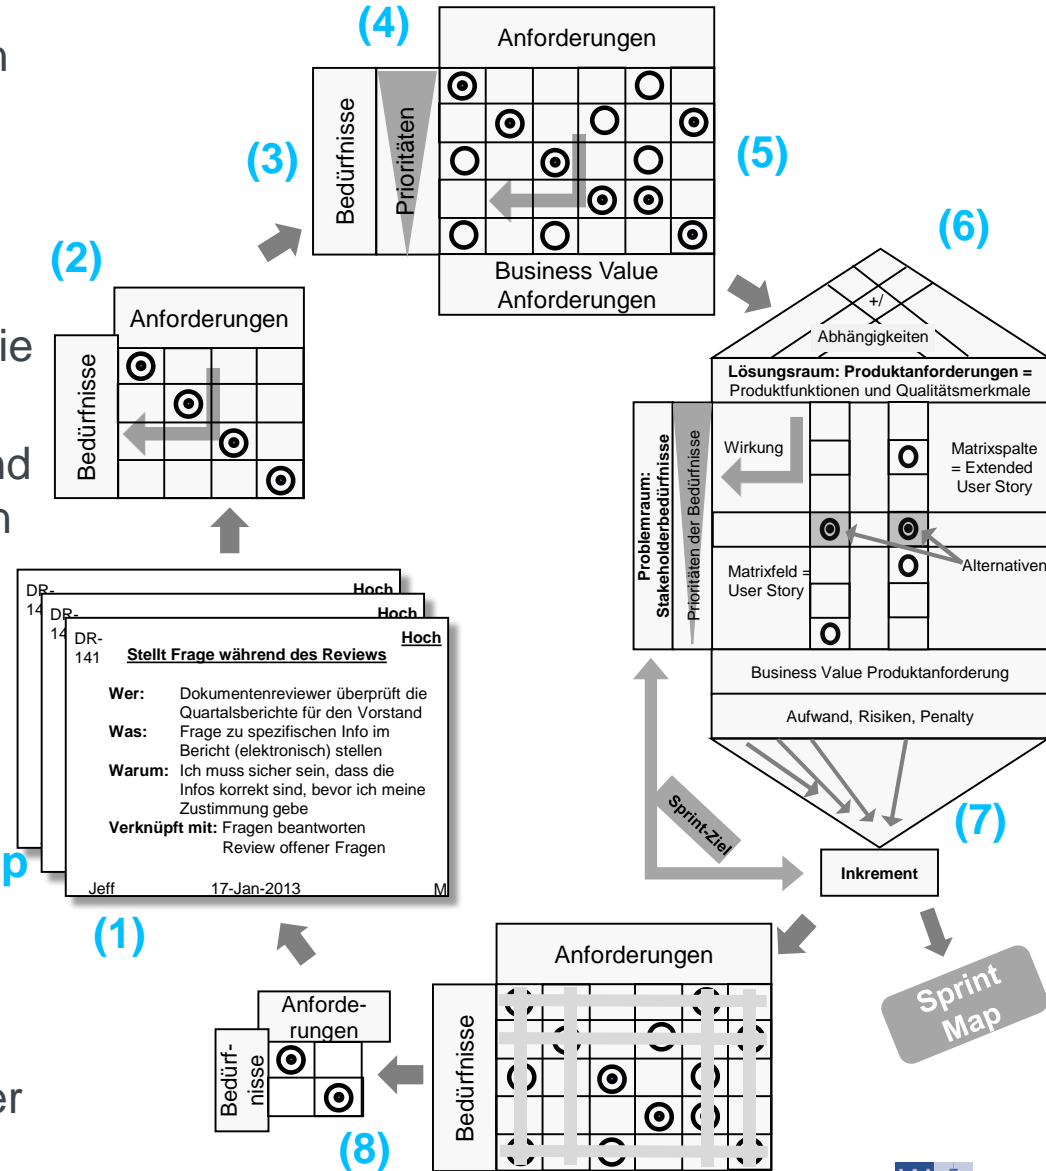 (4)
Anforderungen
(3)
Bedürfnisse
Prioritäten
(5)
Business Value
Anforderungen
(2)
Anforderungen
Bedürfnisse
n
ie
nd
n
(6)
+/
Abhängigkeiten
Lösungsraum: Produktanforderungen =
Produktfunktionen und Qualitätsmerkmale
Problemraum:
Stakeholderbedürfnisse
Prioritäten der Bedürfnisse
Wirkung
Matrixspalte
= Extended
User Story
Alternativen
Matrixfeld =
User Story
Business Value Produktanforderung
Aufwand, Risiken, Penalty
(7)
Sprint-Ziel
Inkrement
Sprint
Map
DR-
14
Hoch
DR-
14
Hoch
DR-
141
Hoch
Stellt Frage während des Reviews
Wer: Dokumentenreviewer überprüft die
Quartalsberichte für den Vorstand
Was: Frage zu spezifischen Info im
Bericht (elektronisch) stellen
Warum: Ich muss sicher sein, dass die
Infos korrekt sind, bevor ich meine
Zustimmung gebe
Verknüpft mit: Fragen beantworten
Review offener Fragen
Jeff 17-Jan-2013 M
p
(1)
Anforderungen
Bedürfnisse
Anforde-
rungen
Bedürf-
nisse
(8)
er